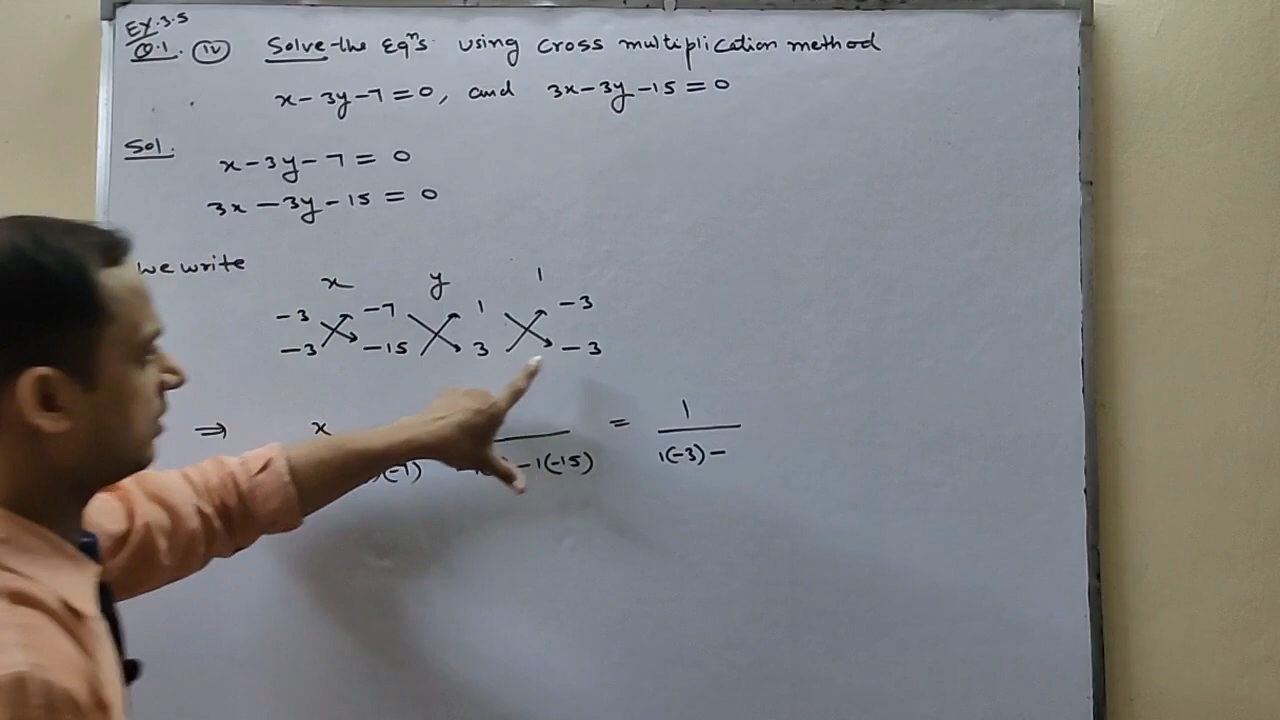 Ex.3.5
Q.1. (iv) Solve the Eqⁿs. using cross multiplication method
x - 3y - 7 = 0, and 3x - 3y - 15 = 0
Sol.
x - 3y - 7 = 0
3x - 3y - 15 = 0
we write
x y 1
-3 -7 1 -3
-3 -15 3 -3
⇒ x = 1
)(-7) - 1(-15) 1(-3) -